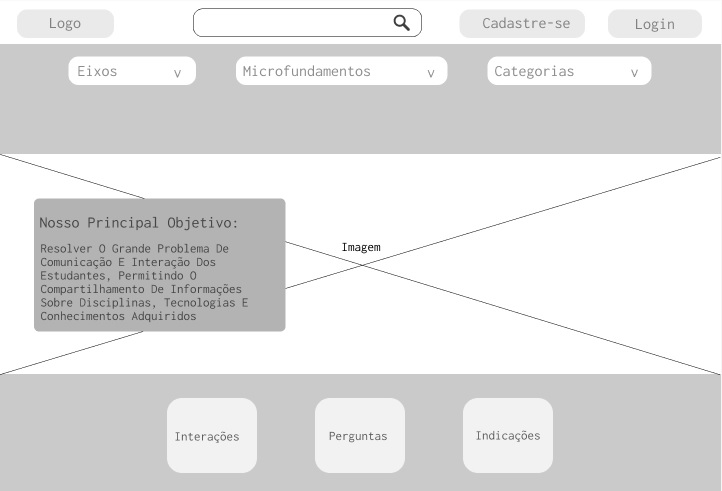 Logo
Cadastre-se
Login
Eixos v
Microfundamentos v
Categorias v
Nosso Principal Objetivo:
Resolver O Grande Problema De
Comunicação E Interação Dos
Estudantes, Permitindo O
Compartilhamento De Informações
Sobre Disciplinas, Tecnologias E
Conhecimentos Adquiridos
Imagem
Interações
Perguntas
Indicações